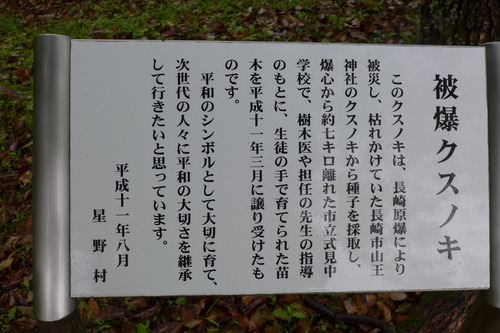 被爆クスノキ
このクスノキは、長崎原爆により
被災し、枯れかけていた長崎市山王
神社のクスノキから種子を採取し、
爆心から約七キロ離れた市立式見中
学校で、樹木医や担任の先生の指導
のもとに、生徒の手で育てられた苗
木を平成十一年三月に譲り受けたも
のです。
平和のシンボルとして大切に育て、
次世代の人々に平和の大切さを継承
して行きたいと思っています。
平成十一年八月
星野村